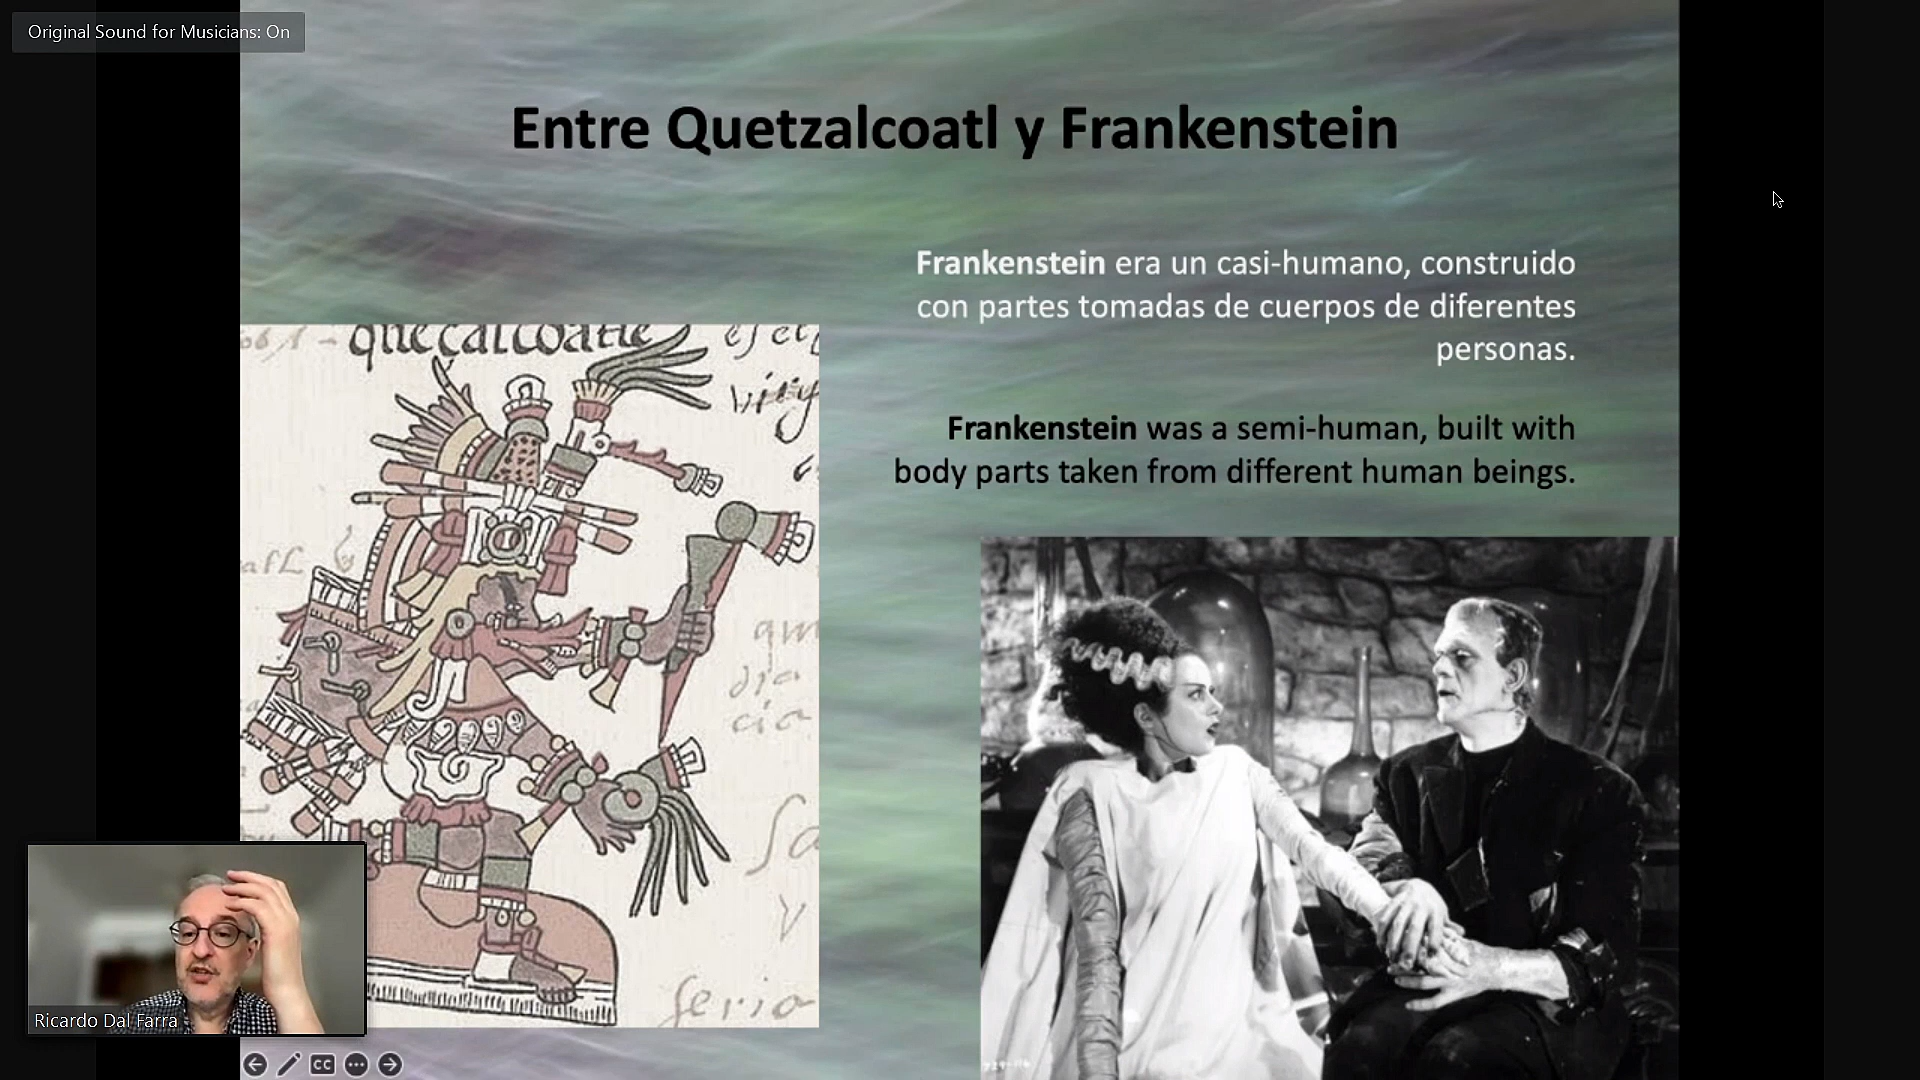 Original Sound for Musicians: On
Entre Quetzalcoatl y Frankenstein
Frankenstein era un casi-humano, construido
con partes tomadas de cuerpos de diferentes
personas.
Frankenstein was a semi-human, built with
body parts taken from different human beings.
queçalcoatle
Ricardo Dal Farra
CC